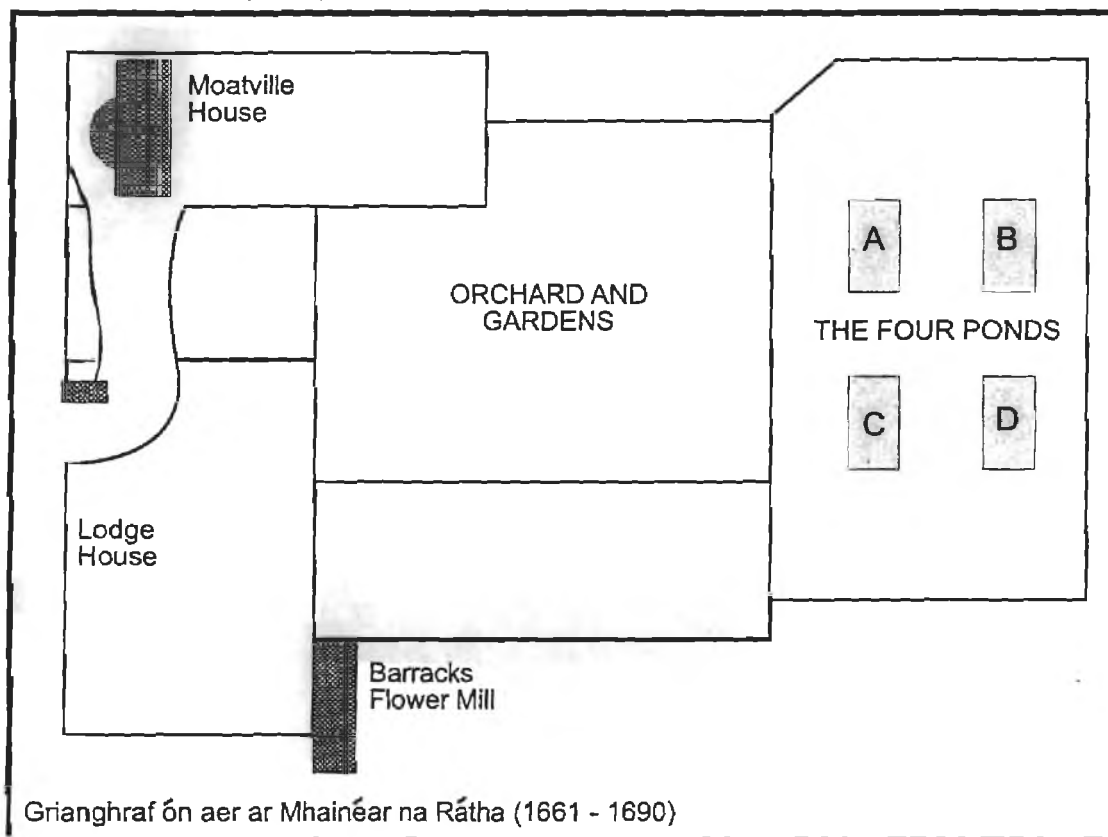 Moatville
House
A
B
ORCHARD AND
GARDENS
THE FOUR PONDS
C
D
Lodge
House
Barracks
Flower Mill
Grianghraf ón aer ar Mhainéar na Rátha (1661 - 1690)